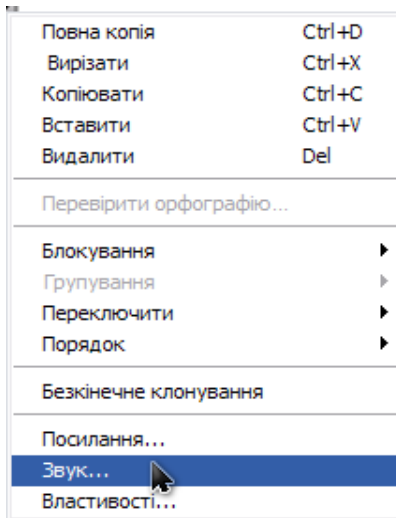 Повна копія Ctrl+D
Вирізати Ctrl+X
Копіювати Ctrl+C
Вставити Ctrl+V
Видалити Del
Перевірити орфографію...
Блокування
Групування
Переключити
Порядок
Безкінечне клонування
Посилання...
Звук...
Властивості...